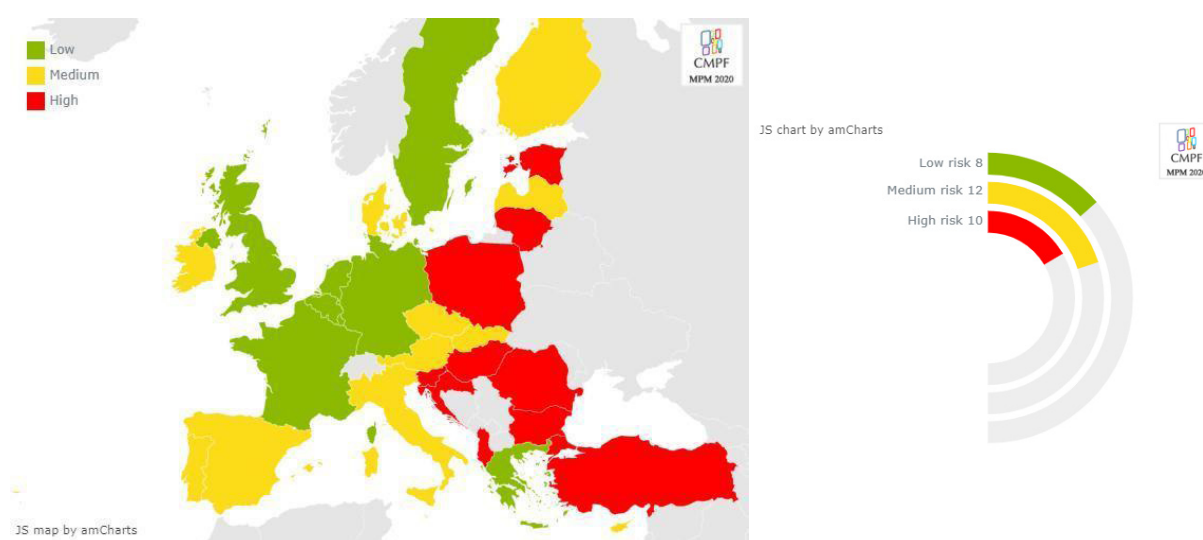 Low
Medium
High
CMPF
MPM 2020
JS map by amCharts
JS chart by amCharts
CMPF
MPM 2020
Low risk 8
Medium risk 12
High risk 10